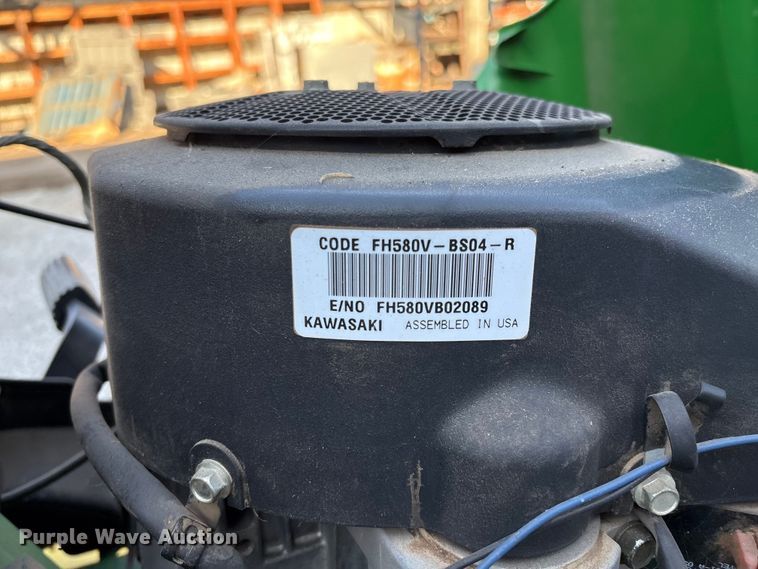 CODE FH580V-BS04-R
E/NO FH580VB02089
KAWASAKI ASSEMBLED IN USA
Purple Wave Auction